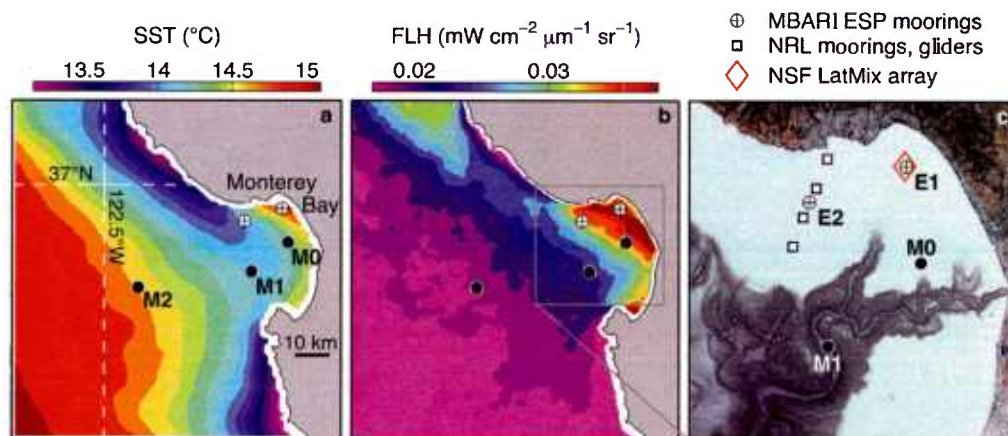 SST (°C)
13.5 14 14.5 15
FLH (mW cm⁻² μm⁻¹ sr⁻¹)
0.02 0.03
MBARI ESP moorings
NRL moorings, gliders
NSF LatMix array
a
37°N
122.5°W
Monterey
Bay
M0
M1
M2
10 km
b
c
E1
E2
M0
M1